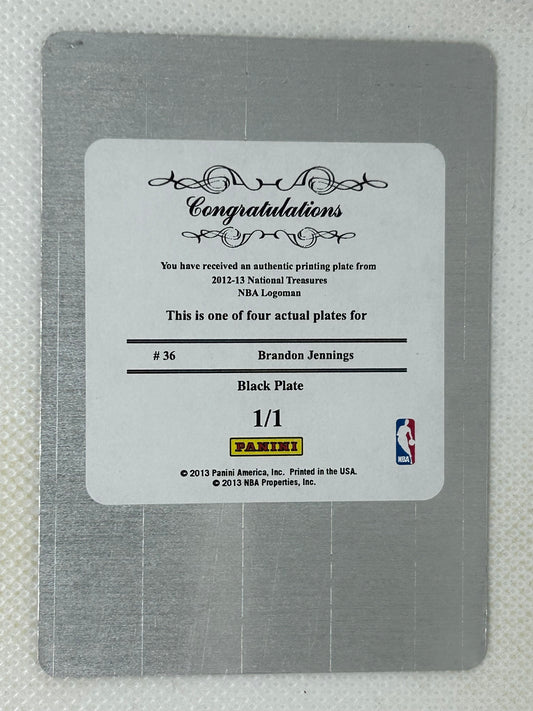 Congratulations
You have received an authentic printing plate from
2012-13 National Treasures
NBA Logoman
This is one of four actual plates for
# 36 Brandon Jennings
Black Plate
1/1
PANINI
NBA
© 2013 Panini America, Inc. Printed in the USA.
© 2013 NBA Properties, Inc.